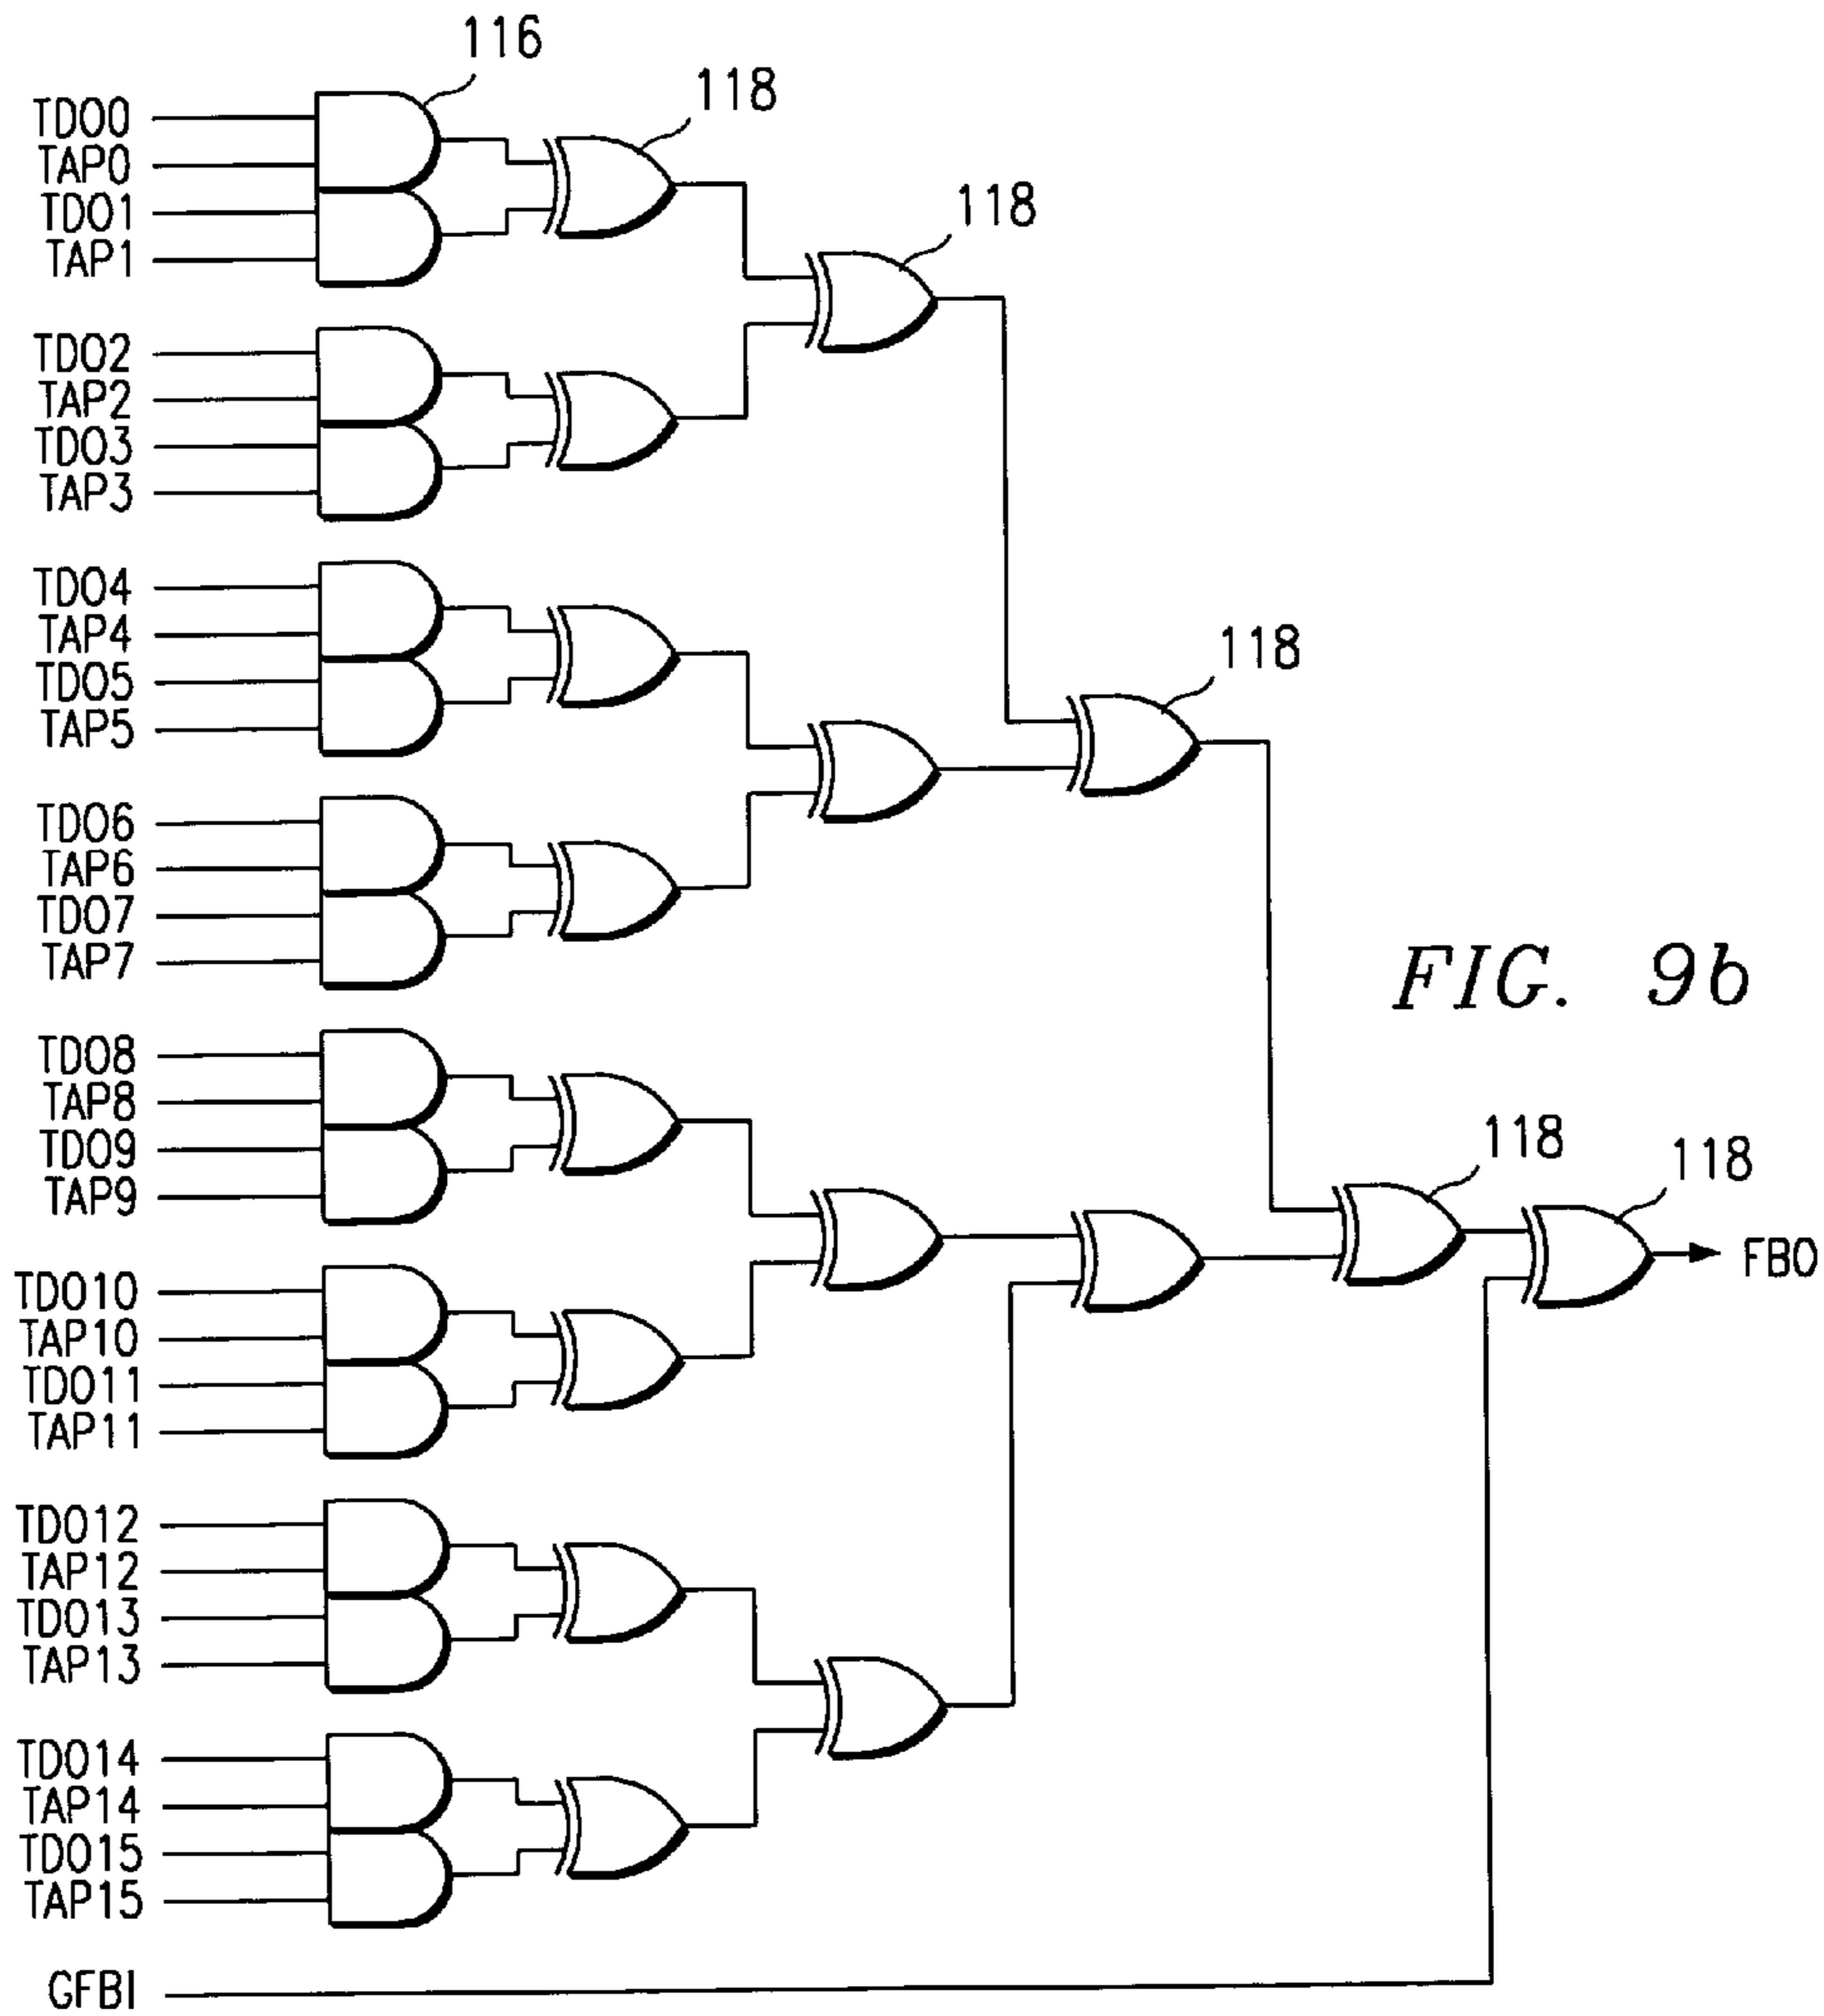 116
118
TDO0
TAP0
TDO1
TAP1
118
TDO2
TAP2
TDO3
TAP3
TDO4
TAP4
118
TDO5
TAP5
TDO6
TAP6
TDO7
TAP7
FIG. 9b
TDO8
TAP8
TDO9
TAP9
118
118
FBO
TDO10
TAP10
TDO11
TAP11
TDO12
TAP12
TDO13
TAP13
TDO14
TAP14
TDO15
TAP15
GFBI